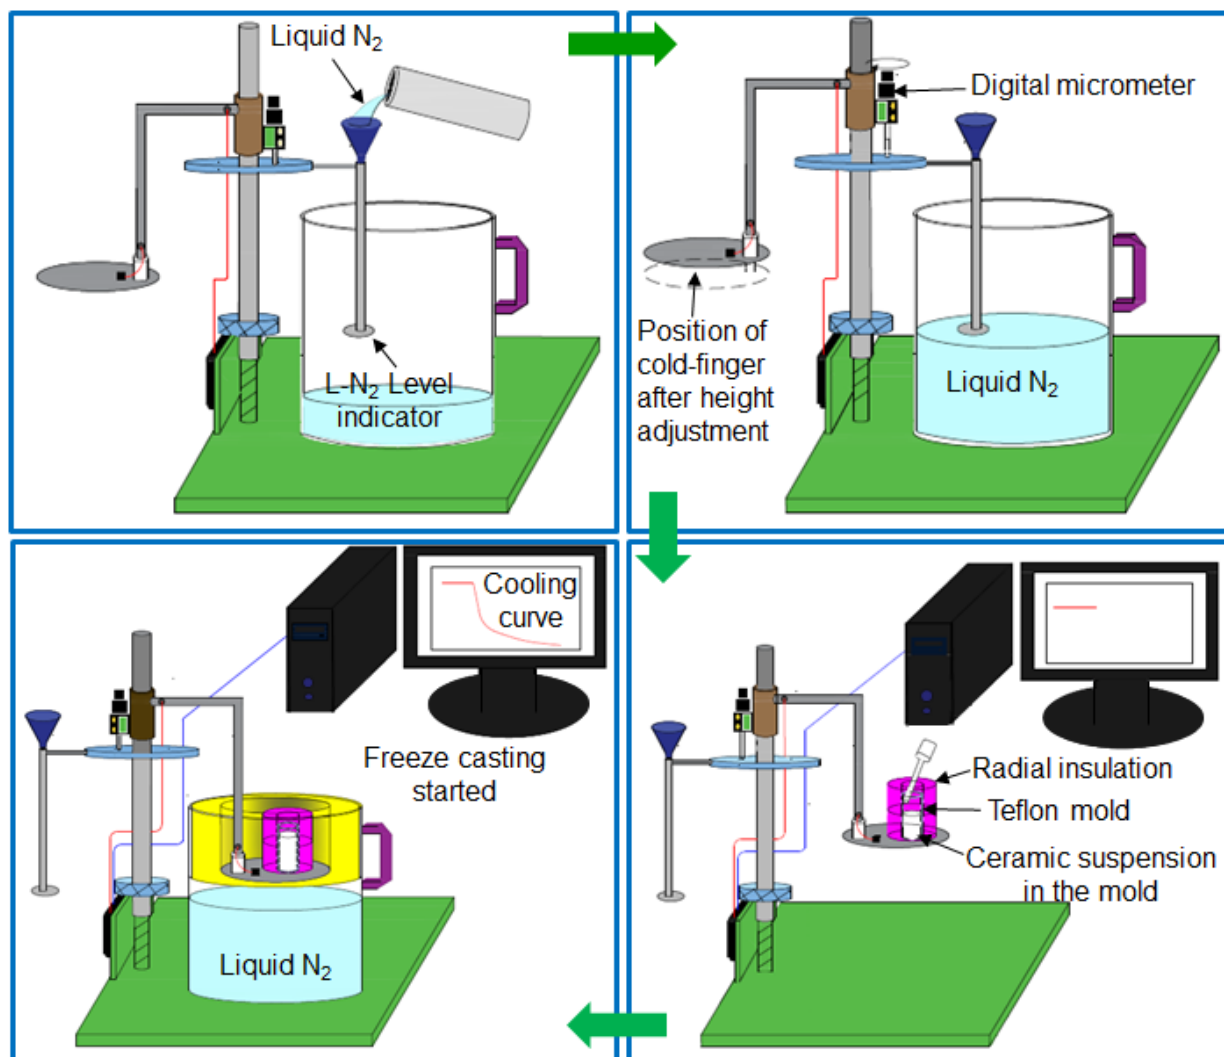 Liquid N₂
L-N₂ Level
indicator
Digital micrometer
Position of
cold-finger
after height
adjustment
Liquid N₂
Cooling
curve
Freeze casting
started
Liquid N₂
Radial insulation
Teflon mold
Ceramic suspension
in the mold